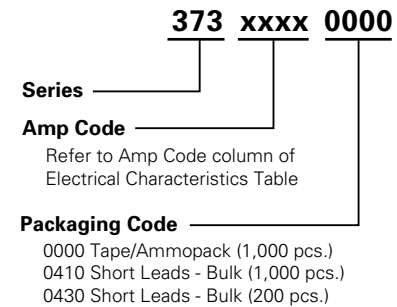 373 xxxx 0000
Series
Amp Code
Refer to Amp Code column of
Electrical Characteristics Table
Packaging Code
0000 Tape/Ammopack (1,000 pcs.)
0410 Short Leads - Bulk (1,000 pcs.)
0430 Short Leads - Bulk (200 pcs.)